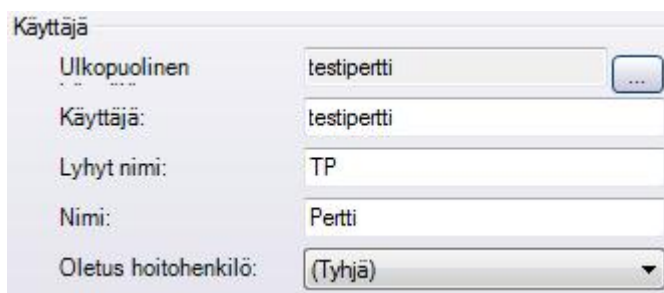 Käyttäjä
Ulkopuolinen testipertti ...
Käyttäjä: testipertti
Lyhyt nimi: TP
Nimi: Pertti
Oletus hoitohenkilö: (Tyhjä)